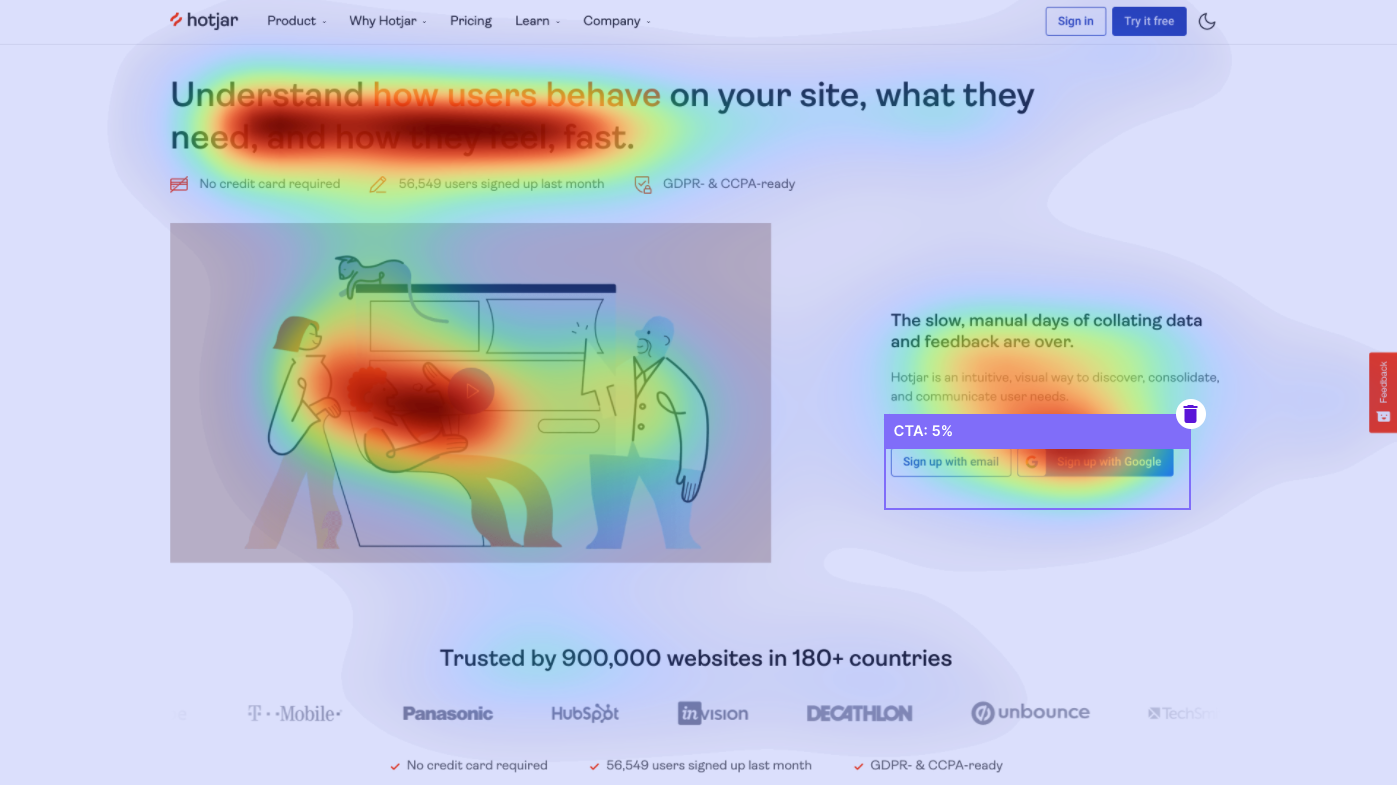 hotjar Product Why Hotjar Pricing Learn Company Sign in Try it free
Understand how users behave on your site, what they
need, and how they feel, fast.
No credit card required 56,549 users signed up last month GDPR- & CCPA-ready
The slow, manual days of collating data
and feedback are over.
Hotjar is an intuitive, visual way to discover, consolidate,
and communicate user needs.
Feedback
CTA: 5%
Sign up with email G Sign up with Google
Trusted by 900,000 websites in 180+ countries
T Mobile Panasonic HubSpot invision DECATHLON unbounce
No credit card required 56,549 users signed up last month GDPR- & CCPA-ready